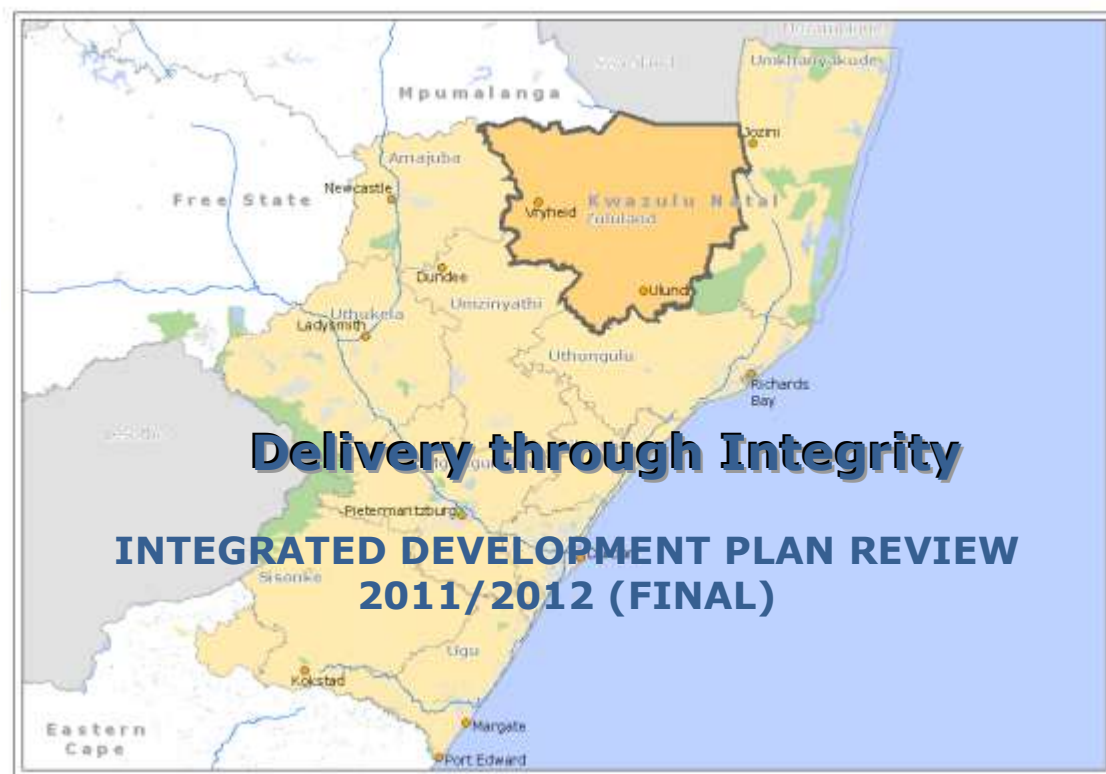 Umkhanyakude
Mpumalanga
Jozini
Amajuba
Newcastle
Free State
Kwazulu Natal
Vryheid
Zululand
Dundee
Ulundi
Umzinyathi
Uthukela
Ladysmith
Uthungulu
Richards
Bay
Delivery through Integrity
Pietermaritzburg
INTEGRATED DEVELOPMENT PLAN REVIEW
2011/2012 (FINAL)
Sisonke
Ugu
Kokstad
Eastern
Cape
Margate
Port Edward